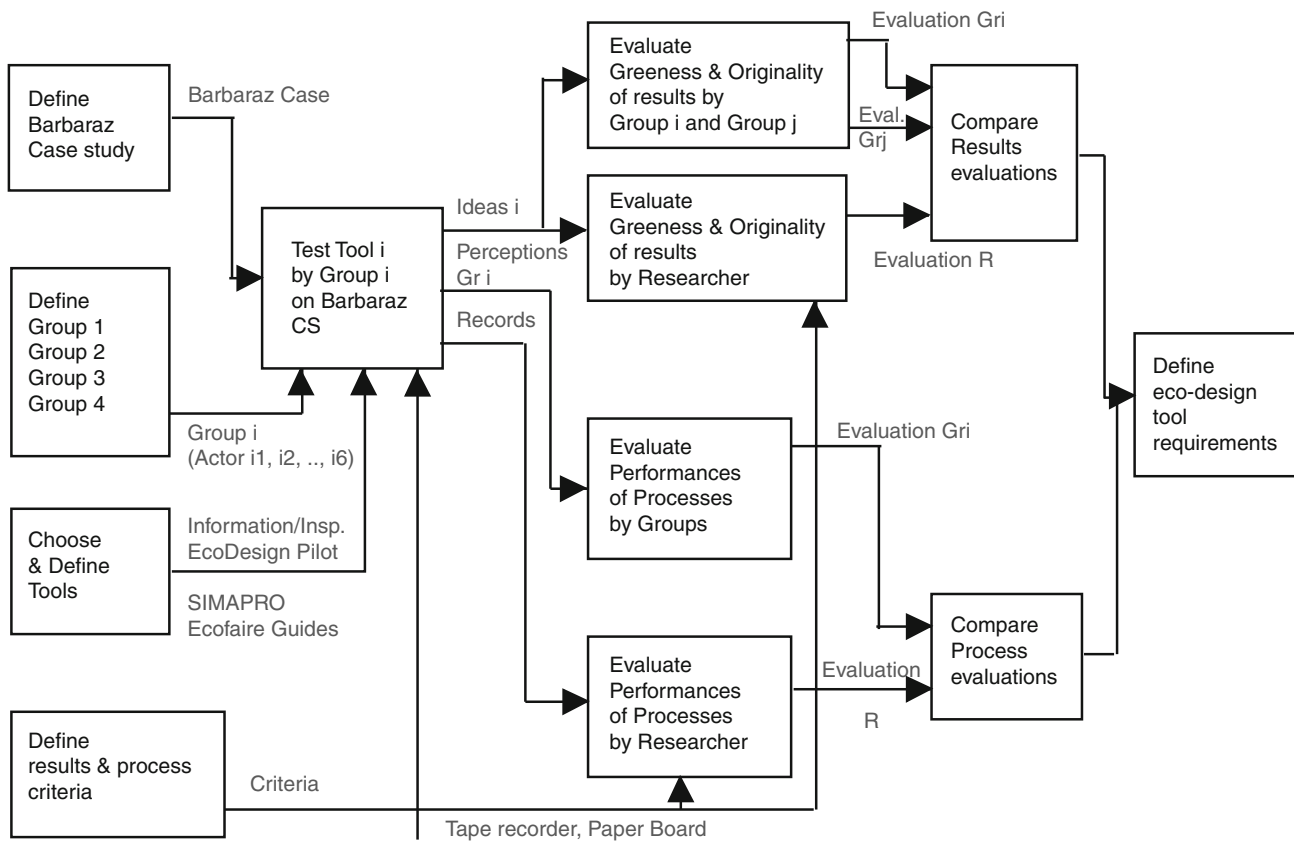 Define
Barbaraz
Case study
Barbaraz Case
Define
Group 1
Group 2
Group 3
Group 4
Group i
(Actor i1, i2, .., i6)
Choose
& Define
Tools
Information/Insp.
EcoDesign Pilot
SIMAPRO
Ecofaire Guides
Define
results & process
criteria
Criteria
Tape recorder, Paper Board
Test Tool i
by Group i
on Barbaraz
CS
Ideas i
Perceptions
Gr i
Records
Evaluate
Greeness & Originality
of results by
Group i and Group j
Evaluation Gri
Eval.
Grj
Evaluate
Greeness & Originality
of results
by Researcher
Evaluation R
Evaluate
Performances
of Processes
by Groups
Evaluation Gri
Evaluate
Performances
of Processes
by Researcher
Evaluation
R
Compare
Results
evaluations
Compare
Process
evaluations
Define
eco-design
tool
requirements